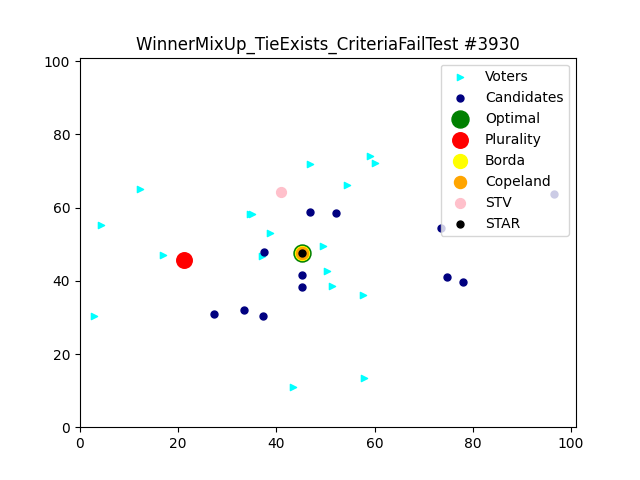 WinnerMixUp_TieExists_CriteriaFailTest #3930
100
80
60
40
20
0
0 20 40 60 80 100
Voters
Candidates
Optimal
Plurality
Borda
Copeland
STV
STAR